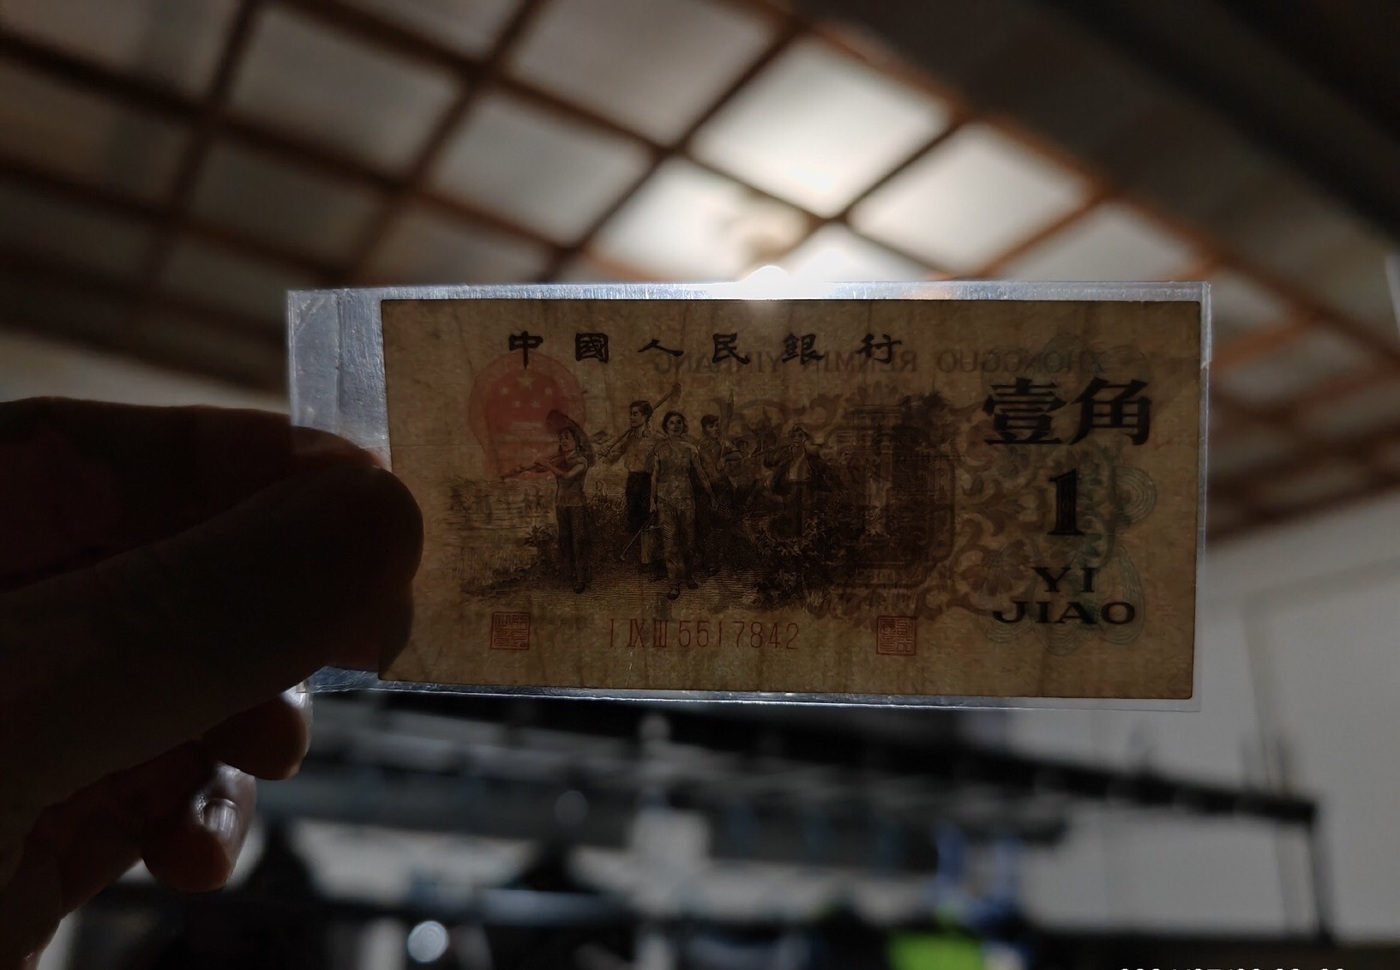 中國人民銀行
ZHONGGUO RENMIN YINHANG
壹角
1
YI
JIAO
I IX III 5517842